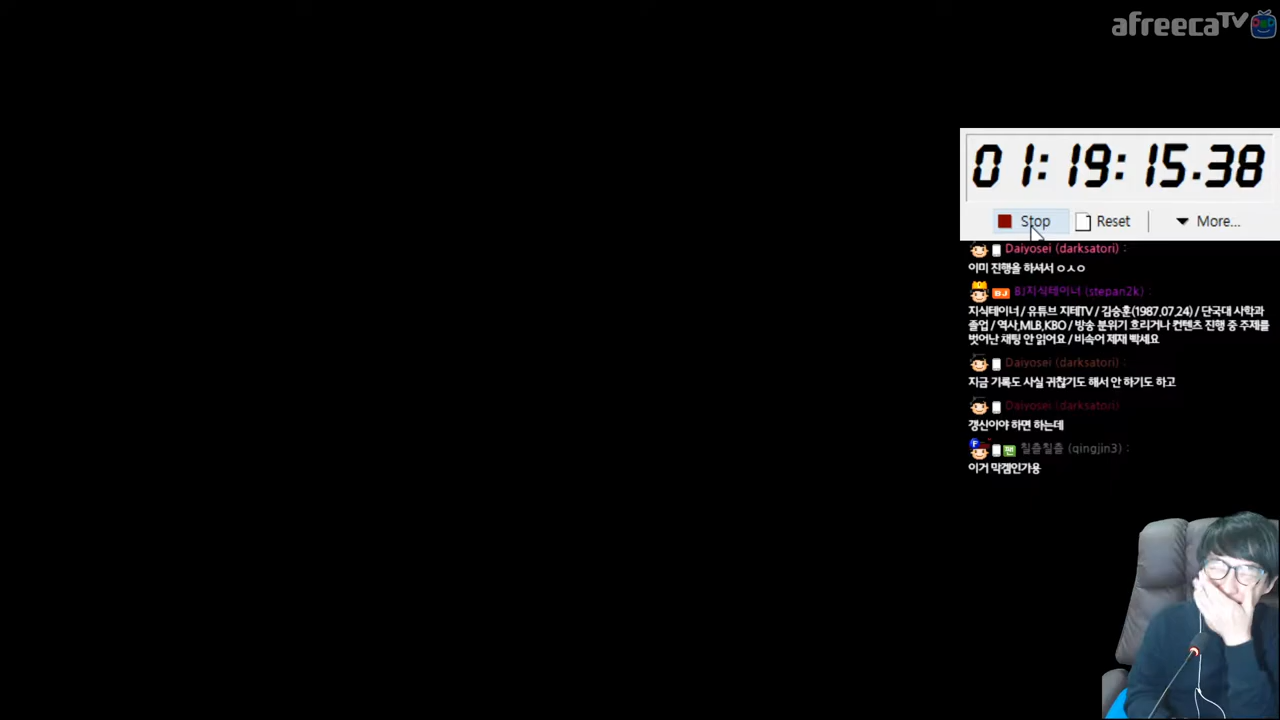 afreecaTV
01:19:15.38
Stop Reset More...
Daiyosei (darksatori) :
이미 진행을 하셔서 ㅇㅅㅇ
BJ BJ지식테이너 (stepan2k) :
지식테이너 / 유튜브 지테TV / 김승훈(1987.07.24) / 단국대 사학과
졸업 / 역사,MLB,KBO / 방송 분위기 흐리거나 컨텐츠 진행 중 주제를
벗어난 채팅 안 읽어요 / 비속어 제재 빡세요
Daiyosei (darksatori) :
지금 기록도 사실 귀찮기도 해서 안 하기도 하고
Daiyosei (darksatori)
갱신이야 하면 하는데
F 팬 칠츨칠츨 (qingjin3) :
이거 막겜인가용